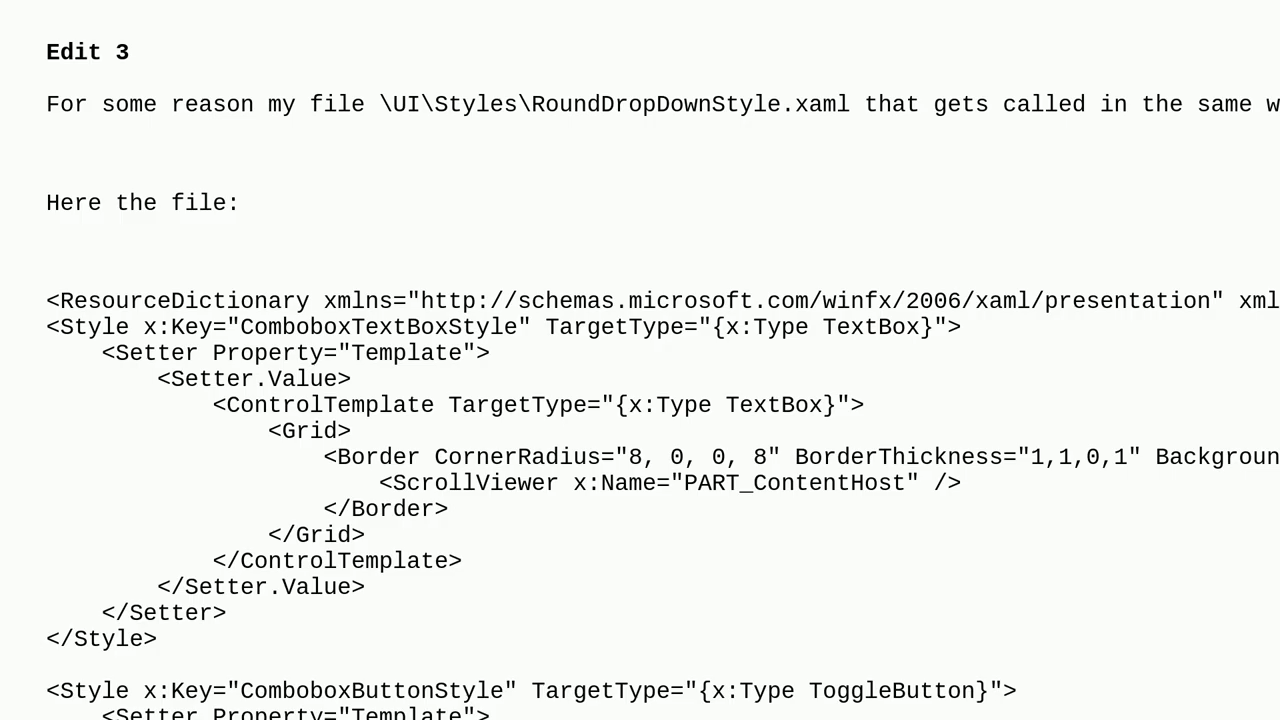 Edit 3
For some reason my file \UI\Styles\RoundDropDownStyle.xaml that gets called in the same
Here the file:
<ResourceDictionary xmlns="http://schemas.microsoft.com/winfx/2006/xaml/presentation"
<Style x:Key="ComboboxTextBoxStyle" TargetType="{x:Type TextBox}">
    <Setter Property="Template">
        <Setter.Value>
            <ControlTemplate TargetType="{x:Type TextBox}">
                <Grid>
                    <Border CornerRadius="8, 0, 0, 8" BorderThickness="1,1,0,1"
                        <ScrollViewer x:Name="PART_ContentHost" />
                    </Border>
                </Grid>
            </ControlTemplate>
        </Setter.Value>
    </Setter>
</Style>
<Style x:Key="ComboboxButtonStyle" TargetType="{x:Type ToggleButton}">
    <Setter Property="Template">